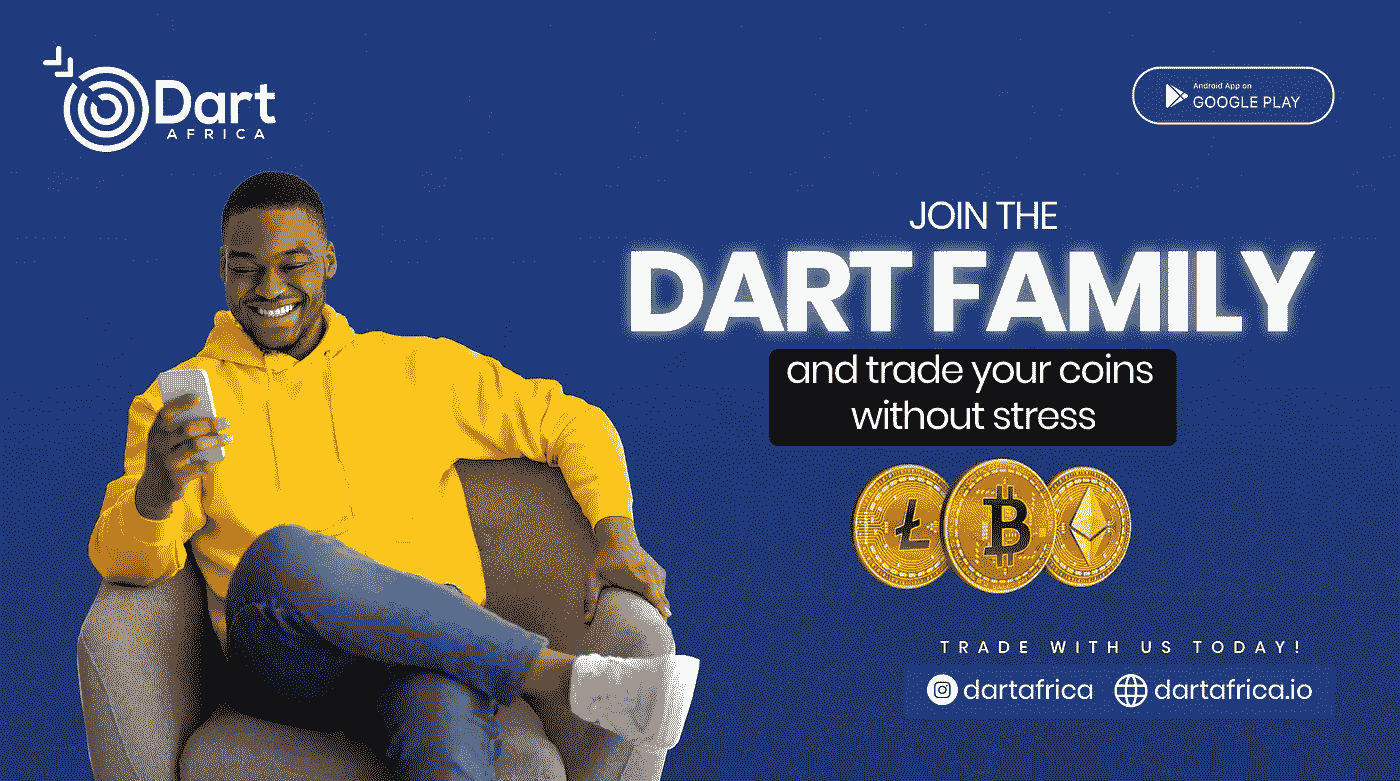 Dart
AFRICA
Android App on
GOOGLE PLAY
JOIN THE
DART FAMILY
and trade your coins
without stress
TRADE WITH US TODAY!
dartafrica dartafrica.io